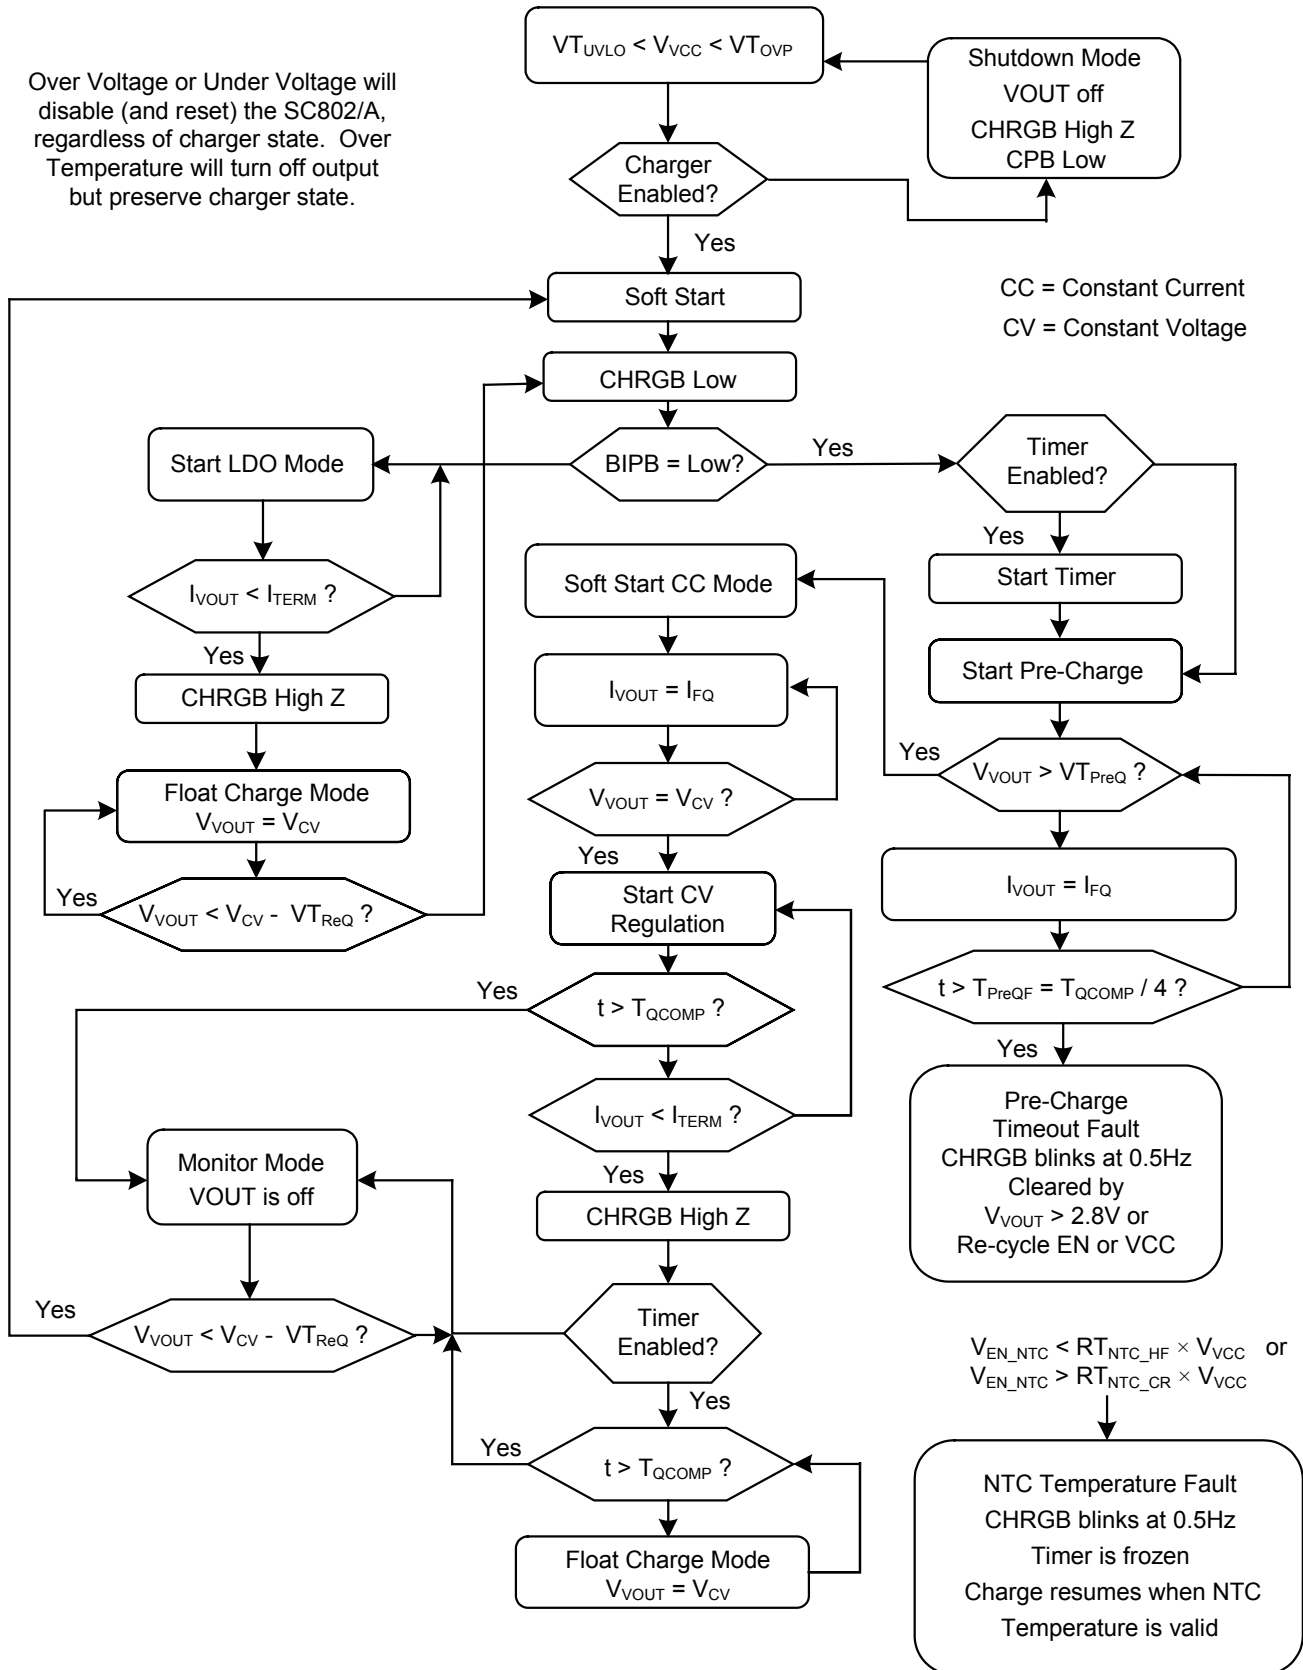 VT_UVLO < V_VCC < VT_OVP
Shutdown Mode
VOUT off
CHRGB High Z
CPB Low
Over Voltage or Under Voltage will
disable (and reset) the SC802/A,
regardless of charger state. Over
Temperature will turn off output
but preserve charger state.
Charger
Enabled?
Yes
Soft Start
CC = Constant Current
CV = Constant Voltage
CHRGB Low
Start LDO Mode
BIPB = Low?
Yes
Timer
Enabled?
Yes
I_VOUT < I_TERM ?
Soft Start CC Mode
Start Timer
Yes
CHRGB High Z
I_VOUT = I_FQ
Start Pre-Charge
Float Charge Mode
V_VOUT = V_CV
V_VOUT = V_CV ?
Yes
V_VOUT > VT_PreQ ?
Yes
V_VOUT < V_CV - VT_ReQ ?
Yes
Start CV
Regulation
I_VOUT = I_FQ
Yes
t > T_QCOMP ?
t > T_PreQF = T_QCOMP / 4 ?
Yes
I_VOUT < I_TERM ?
Pre-Charge
Timeout Fault
CHRGB blinks at 0.5Hz
Cleared by
V_VOUT > 2.8V or
Re-cycle EN or VCC
Monitor Mode
VOUT is off
Yes
CHRGB High Z
Yes
V_VOUT < V_CV - VT_ReQ ?
Timer
Enabled?
Yes
V_EN_NTC < RT_NTC_HF × V_VCC or
V_EN_NTC > RT_NTC_CR × V_VCC
Yes
t > T_QCOMP ?
Float Charge Mode
V_VOUT = V_CV
NTC Temperature Fault
CHRGB blinks at 0.5Hz
Timer is frozen
Charge resumes when NTC
Temperature is valid